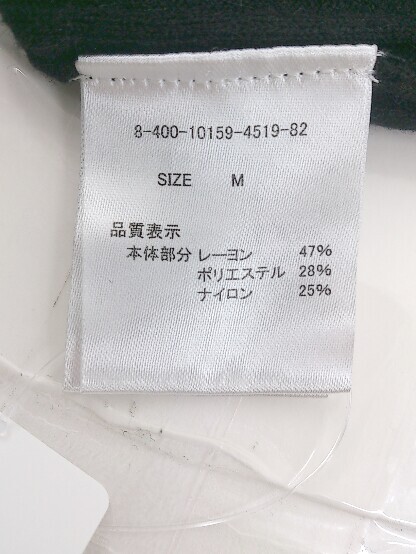 8-400-10159-4519-82
SIZE M
品質表示
本体部分 レーヨン 47%
ポリエステル 28%
ナイロン 25%